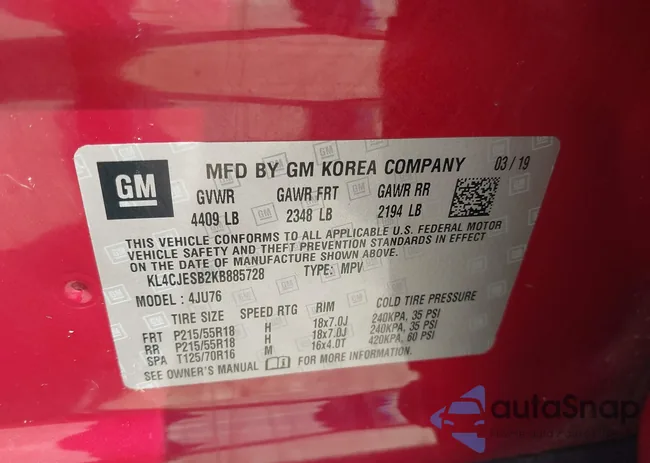 GM
MFD BY GM KOREA COMPANY 03/19
GVWR GAWR FRT GAWR RR
4409 LB 2348 LB 2194 LB
THIS VEHICLE CONFORMS TO ALL APPLICABLE U.S. FEDERAL MOTOR
VEHICLE SAFETY AND THEFT PREVENTION STANDARDS IN EFFECT
ON THE DATE OF MANUFACTURE SHOWN ABOVE.
KL4CJESB2KB885728 TYPE: MPV
MODEL : 4JU76
TIRE SIZE SPEED RTG RIM COLD TIRE PRESSURE
FRT P215/55R18 H 18x7.0J 240KPA, 35 PSI
RR P215/55R18 H 18x7.0J 240KPA, 35 PSI
SPA T125/70R16 M 16x4.0T 420KPA, 60 PSI
SEE OWNER'S MANUAL FOR MORE INFORMATION.
autaSnap